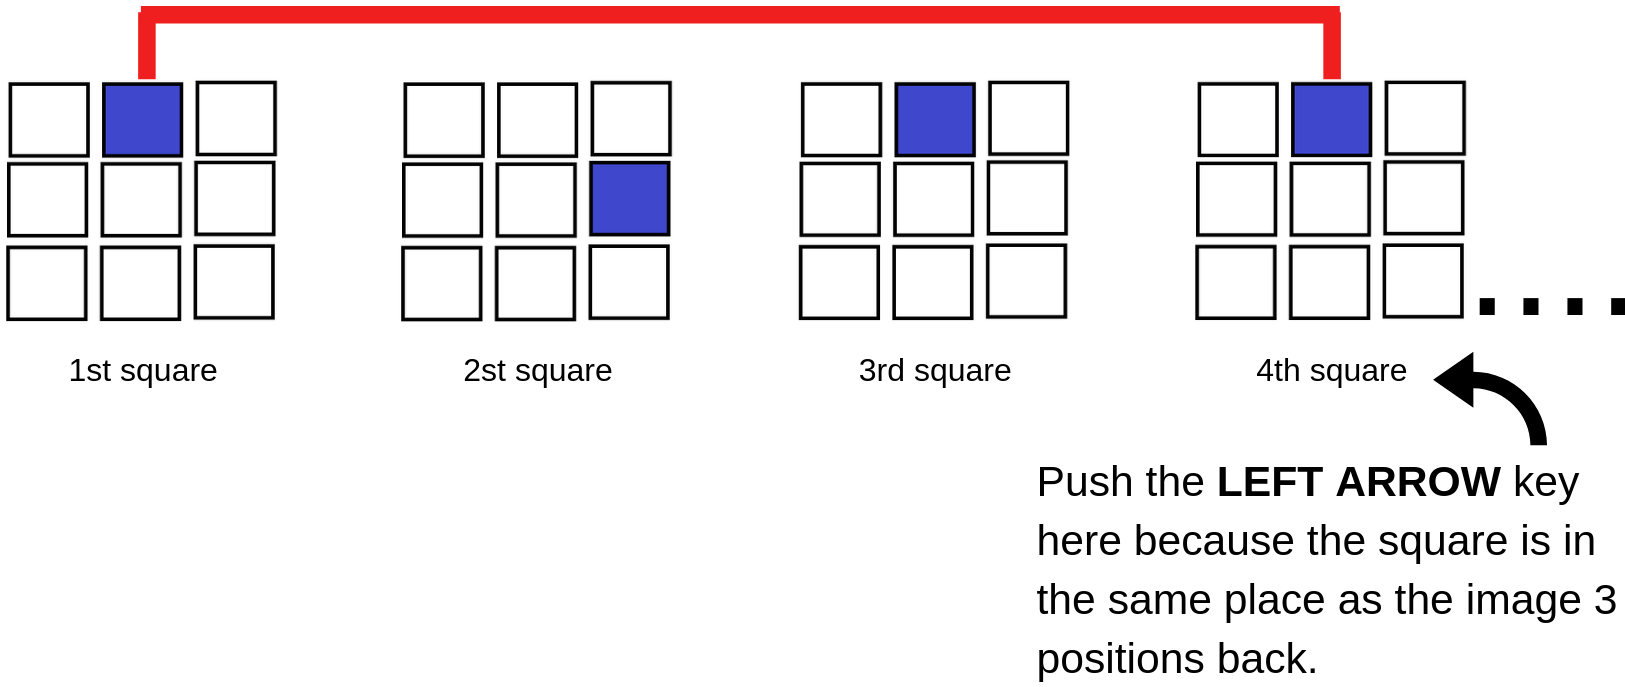 1st square
2st square
3rd square
4th square
Push the LEFT ARROW key
here because the square is in
the same place as the image 3
positions back.